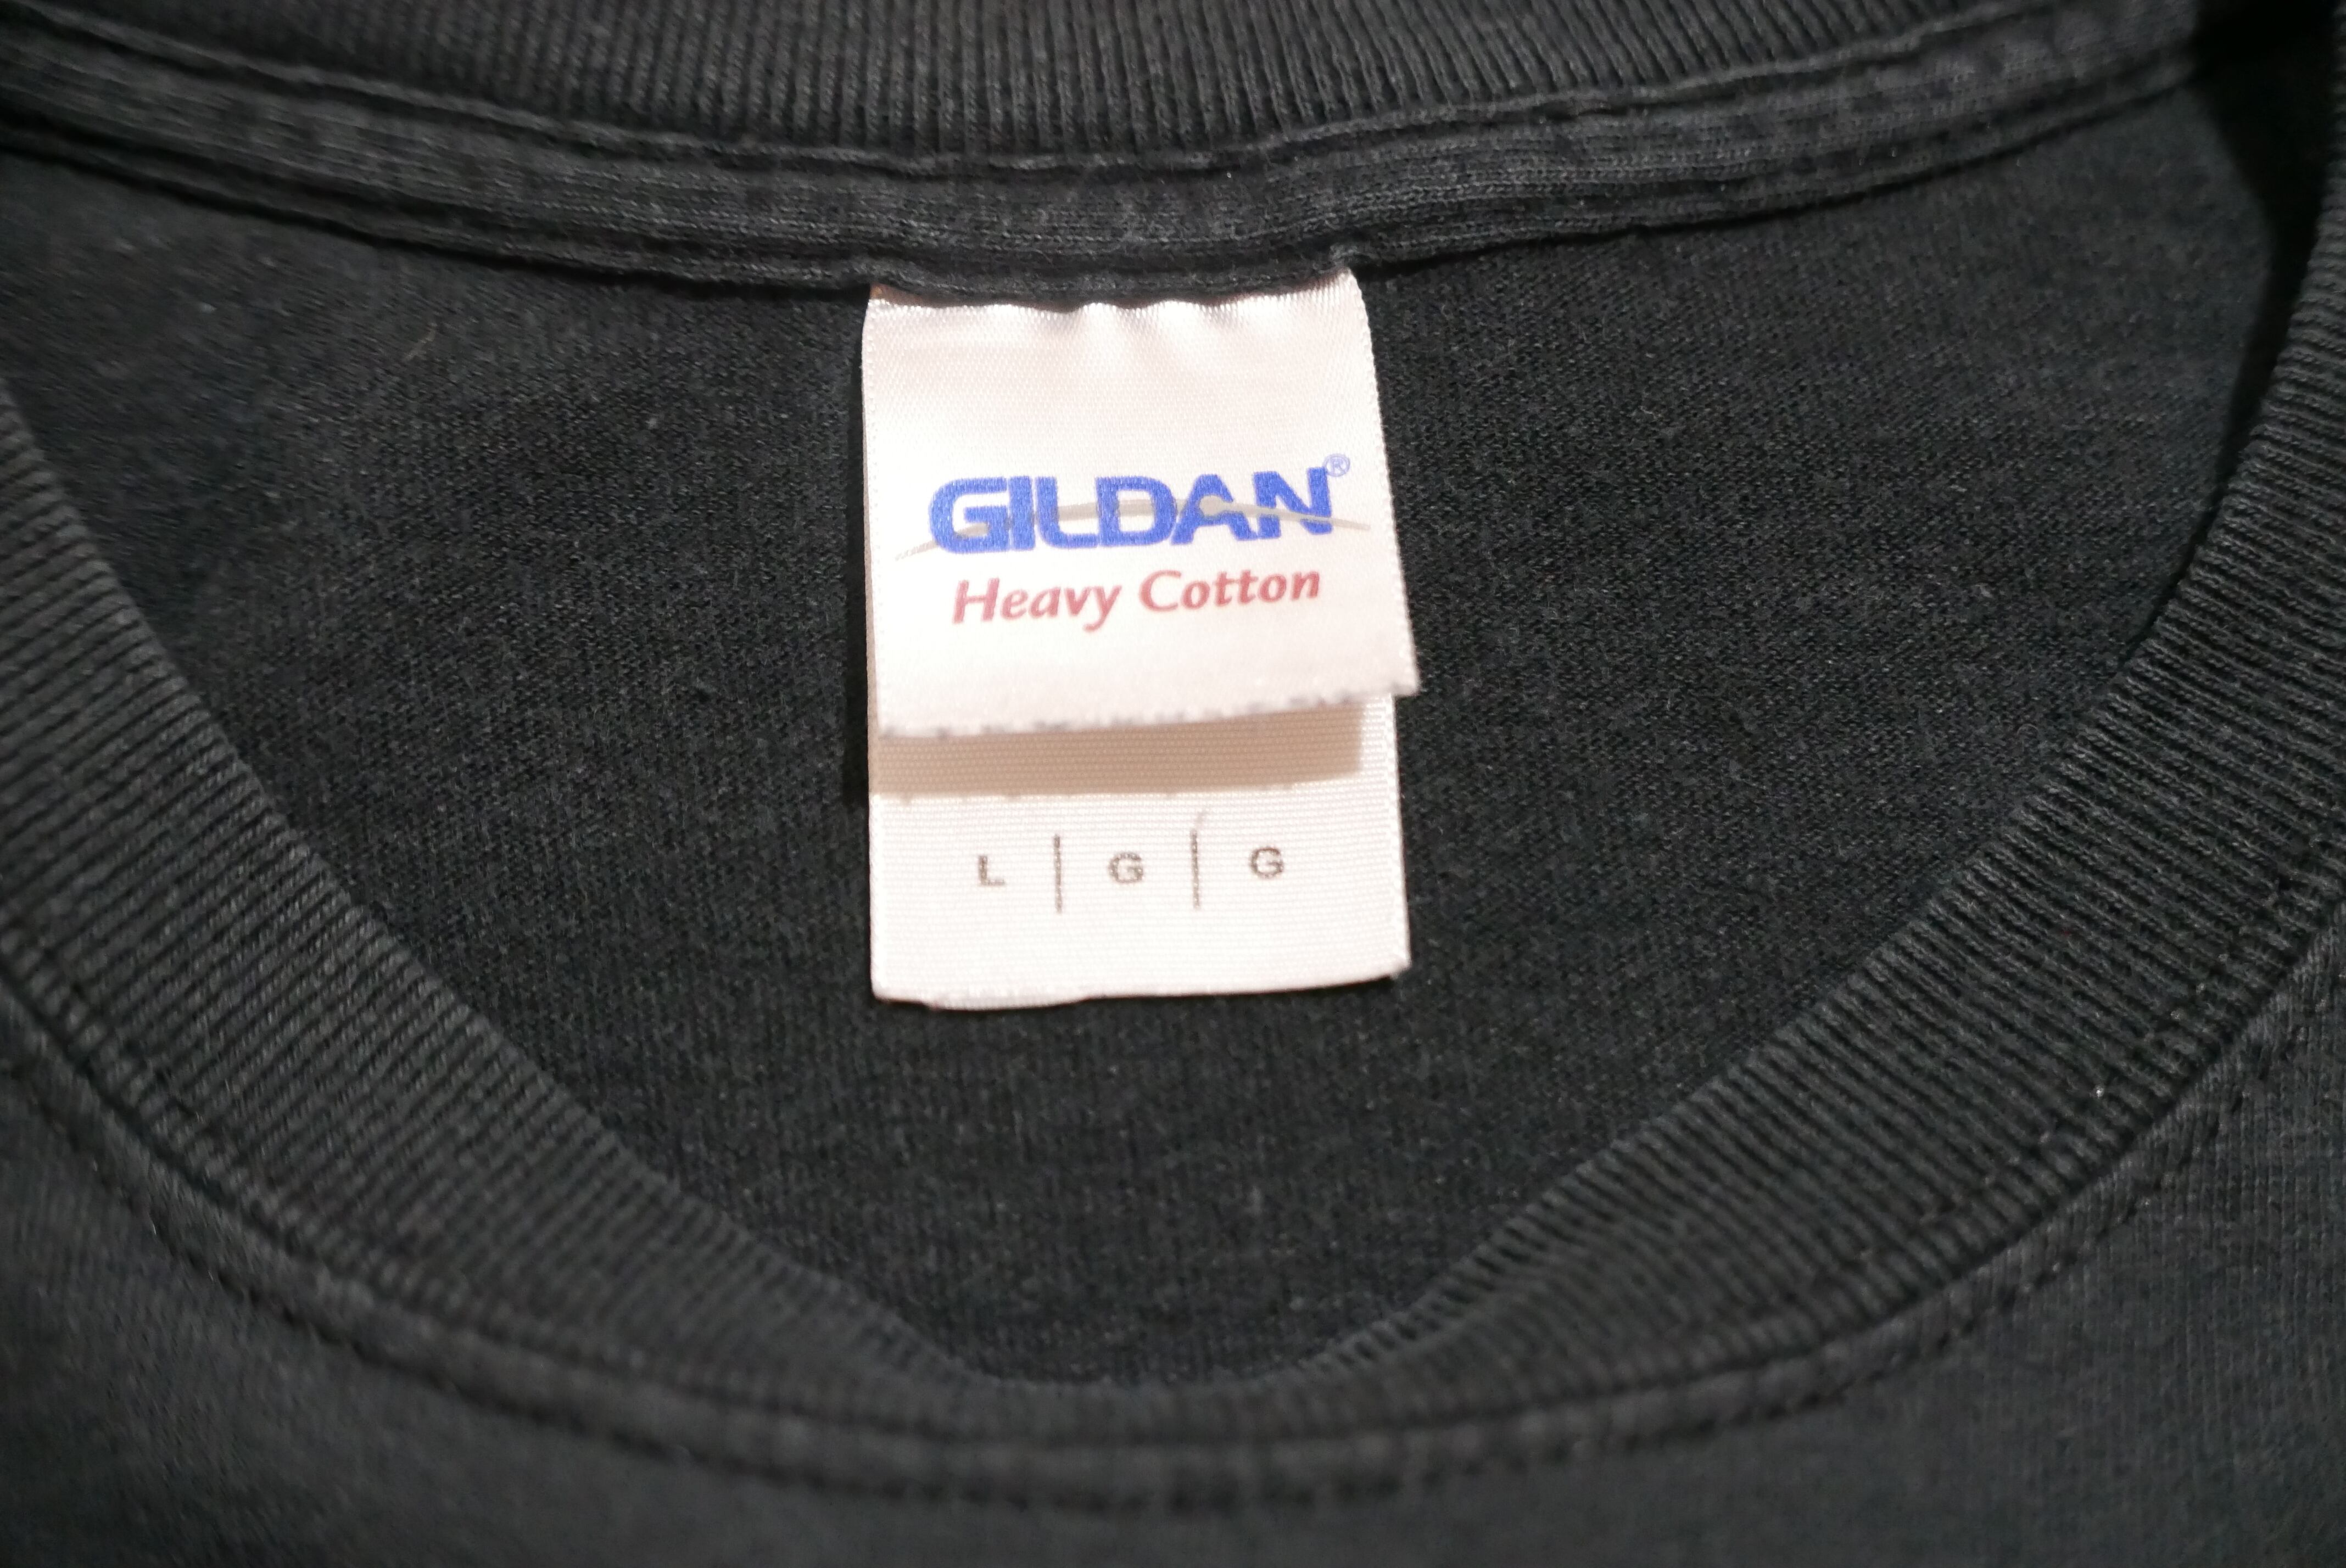 GILDAN®
Heavy Cotton
L | G | G